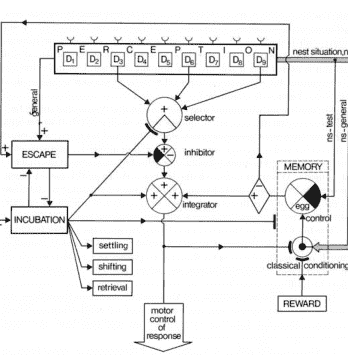 PERCEPTION
D1 D2 D3 D4 D5 D6 D7 D8 D9
nest situation,n
general
selector
ns-test
ns-general
+
ESCAPE
inhibitor
MEMORY
+
integrator
egg
control
INCUBATION
settling
shifting
classical conditioning
retrieval
REWARD
motor
control
of
response